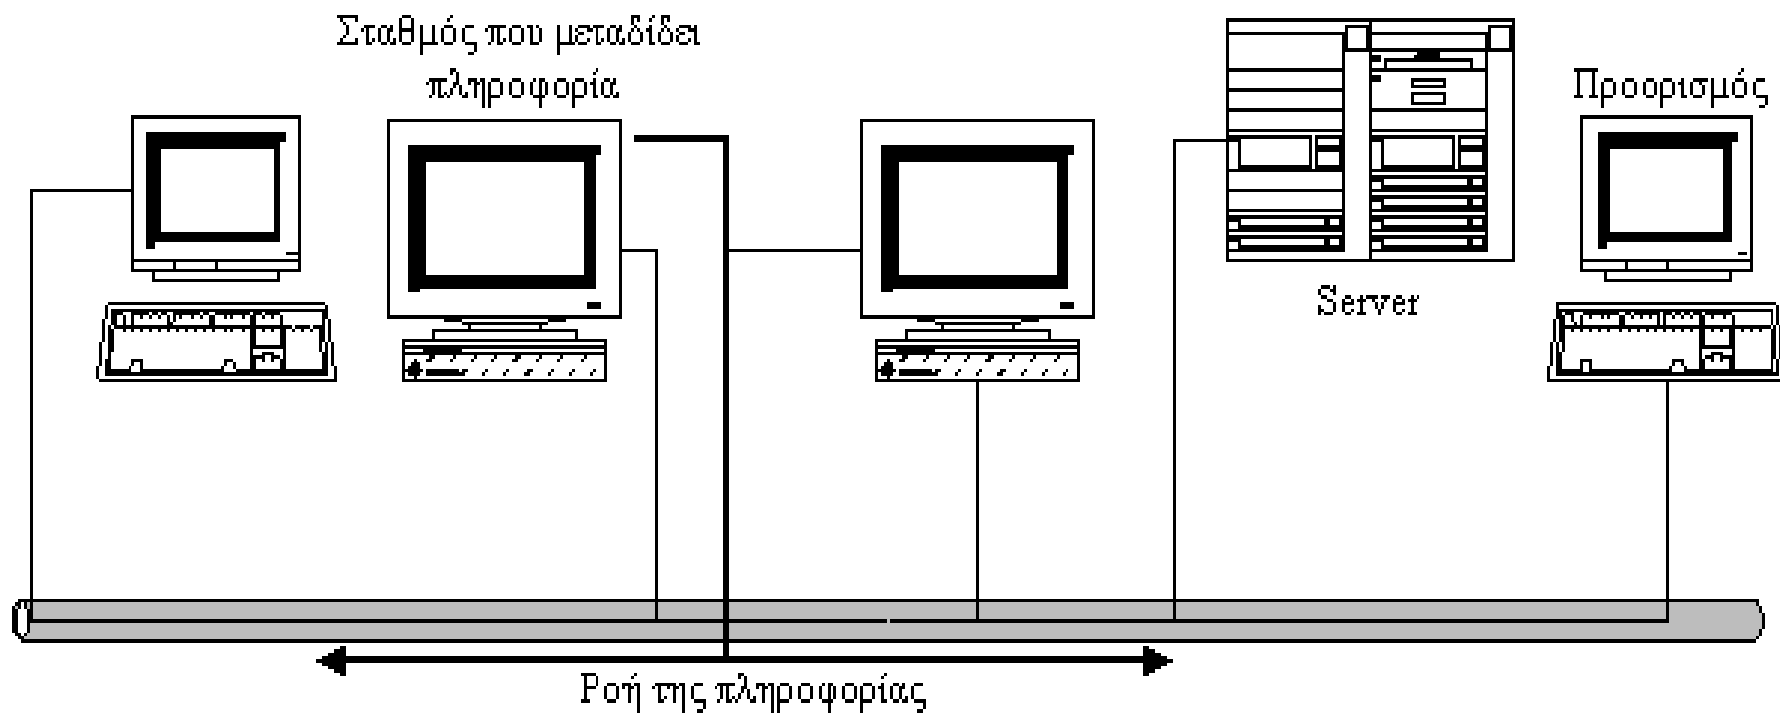 Σταθμός που μεταδίδει
πληροφορία
Προορισμός
Server
Ροή της πληροφορίας